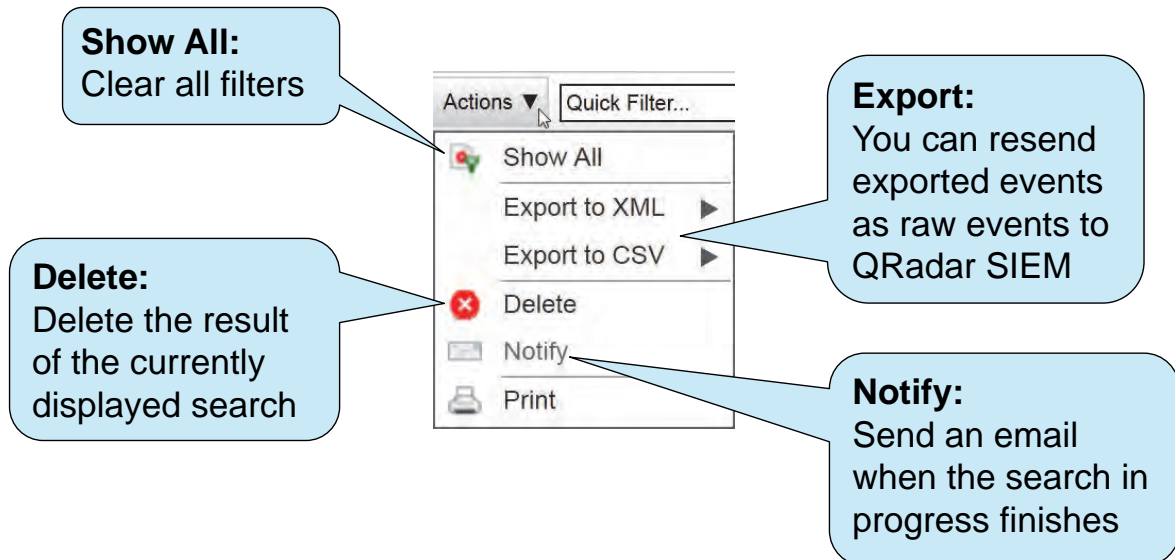 Show All:
Clear all filters
Actions ▼
Quick Filter...
Show All
Export to XML ▶
Export to CSV ▶
Delete
Notify
Print
Export:
You can resend
exported events
as raw events to
QRadar SIEM
Delete:
Delete the result
of the currently
displayed search
Notify:
Send an email
when the search in
progress finishes